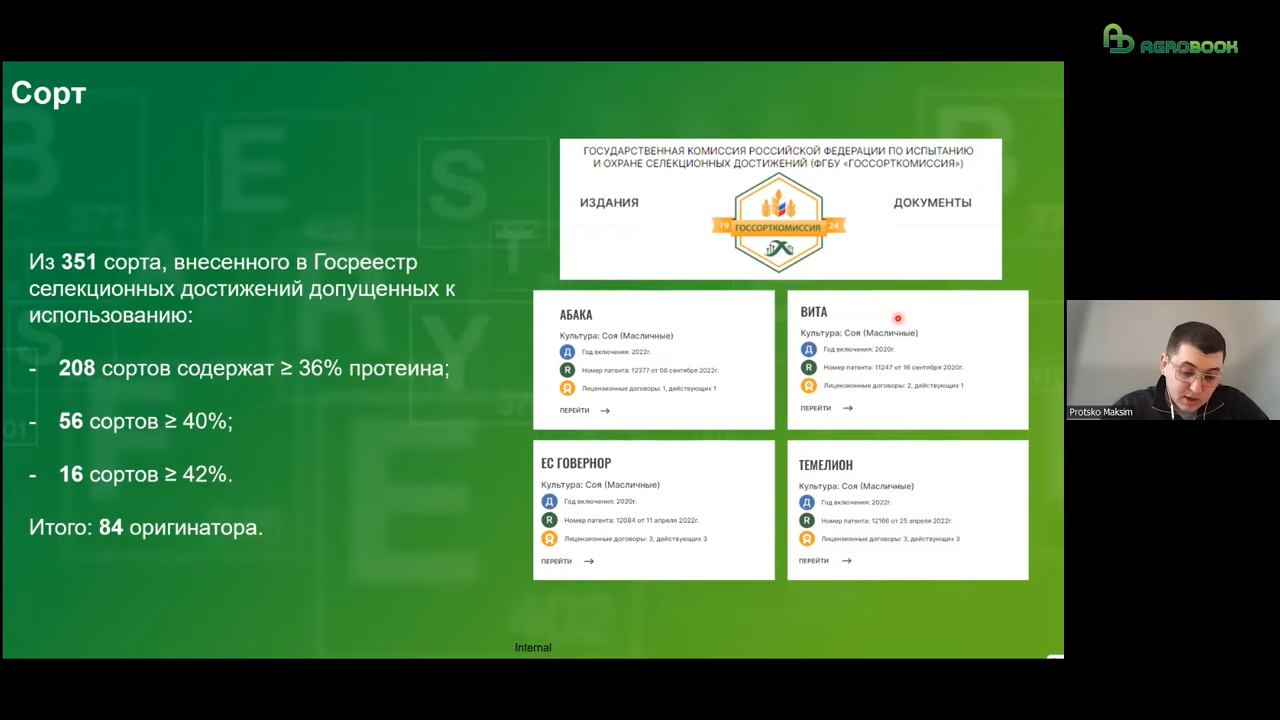 AGROBOOK
Сорт
Из 351 сорта, внесенного в Госреестр
селекционных достижений допущенных к
использованию:
- 208 сортов содержат ≥ 36% протеина;
- 56 сортов ≥ 40%;
- 16 сортов ≥ 42%.
Итого: 84 оригинатора.
ГОСУДАРСТВЕННАЯ КОМИССИЯ РОССИЙСКОЙ ФЕДЕРАЦИИ ПО ИСПЫТАНИЮ
И ОХРАНЕ СЕЛЕКЦИОННЫХ ДОСТИЖЕНИЙ (ФГБУ «ГОССОРТКОМИССИЯ»)
ИЗДАНИЯ
19 ГОССОРТКОМИССИЯ 24
ДОКУМЕНТЫ
АБАКА
Культура: Соя (Масличные)
Д Год включения: 2022г.
R Номер патента: 12377 от 08 сентября 2022г.
Лицензионные договоры: 1, действующих 1
ПЕРЕЙТИ →
ВИТА
Культура: Соя (Масличные)
Д Год включения: 2020г.
R Номер патента: 11247 от 16 сентября 2020г.
Лицензионные договоры: 2, действующих 1
ПЕРЕЙТИ →
ЕС ГОВЕРНОР
Культура: Соя (Масличные)
Д Год включения: 2020г.
R Номер патента: 12084 от 11 апреля 2022г.
Лицензионные договоры: 3, действующих 3
ПЕРЕЙТИ →
ТЕМЕЛИОН
Культура: Соя (Масличные)
Д Год включения: 2022г.
R Номер патента: 12166 от 25 апреля 2022г.
Лицензионные договоры: 3, действующих 3
ПЕРЕЙТИ →
Internal
Protsko Maksim